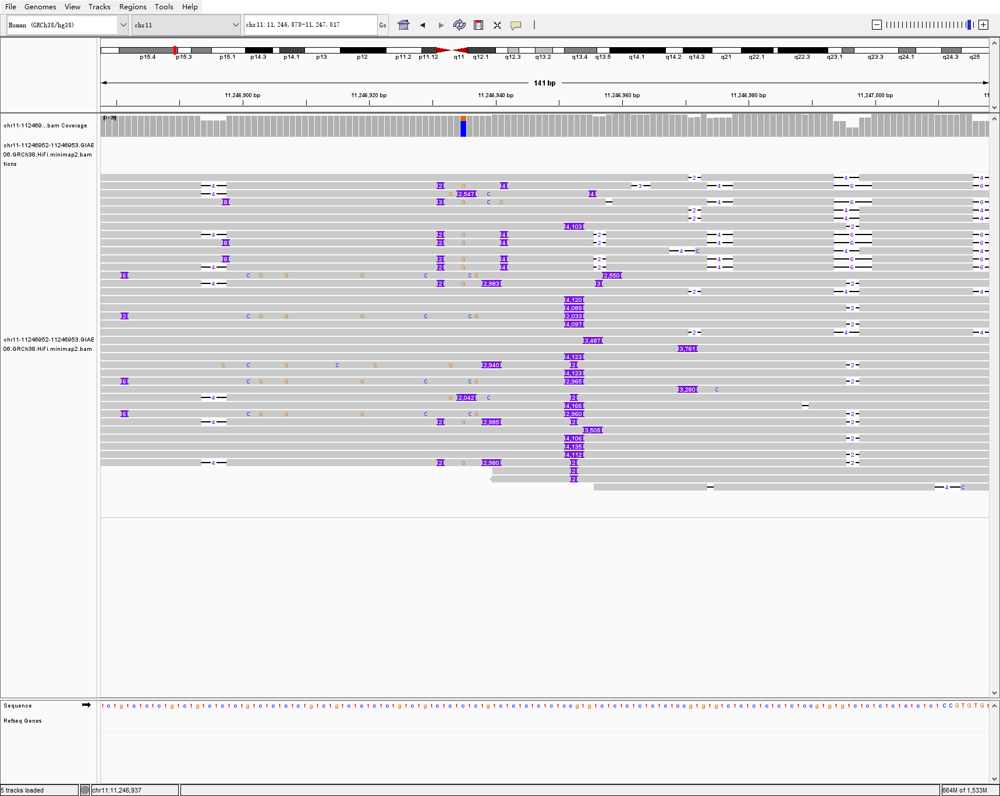 File Genomes View Tracks Regions Tools Help
Human (GRCh38/hg38) chr11 chr11:11,246,878-11,247,017 Go
p15.4 p15.3 p15.1 p14.3 p14.1 p13 p12 p11.2 p11.12 q11 q12.1 q12.3 q13.2 q13.4 q13.5 q14.1 q14.2 q14.3 q21 q22.1 q22.3 q23.1 q23.3 q24.1 q24.3 q25
141 bp
11,246,900 bp 11,246,920 bp 11,246,940 bp 11,246,960 bp 11,246,980 bp 11,247,000 bp 11
[0 - 39]
chr11-112469...bam Coverage
chr11-11246952-11246953.GIAB
06.GRCh38.HiFi.minimap2.bam
tions
2 4 4
4 2 G 4 3 4 6 6
4 G 2,547 C 4
8 3 G C G 4 6 6
2 4 4
2 4 4
4,103 2
4 2 G 4 2 4 6 6
8 2 G 4 2 4 6 6
4 C 4 4
8 2 G 4 2 4 6 6
4 2 G 4 2 4 6 6
6 C G G G C C G 2,550
4 2 G 2,983 3 2
2 4 4
4,120
4,089 2
2 C G G G C C G 2,033
4,097 2
2 4 4
chr11-11246952-11246953.GIAB
06.GRCh38.HiFi.minimap2.bam
3,487
3,781
4,123
G C G C G G 2,940 2 2
4,123
6 C G G G C C G 2,965 2
3,280 C
4 G 2,042 C 2
4,166
6 C G G G C C G 2,960 2
4 2 G 2,985 2 2
3,505
4,106 2
4,135
4,112 2
4 2 G 2,980 2 2
2
2
4 C
Sequence t c t g t c t c t c t g t c t g t c t c t c t g t c t c t c t c t g t c t g t c t c t c t c t g t c t g t c t c t c t c t g t c t c t c t c t c t c c g t g t c t c t c t c t c t c t c c g t g t g t c t c t c t c t c t c t c c g t g t g t c t c t c t c t c t c t c t C C G T G T G t
Refseq Genes
5 tracks loaded chr11:11,246,937 664M of 1,533M